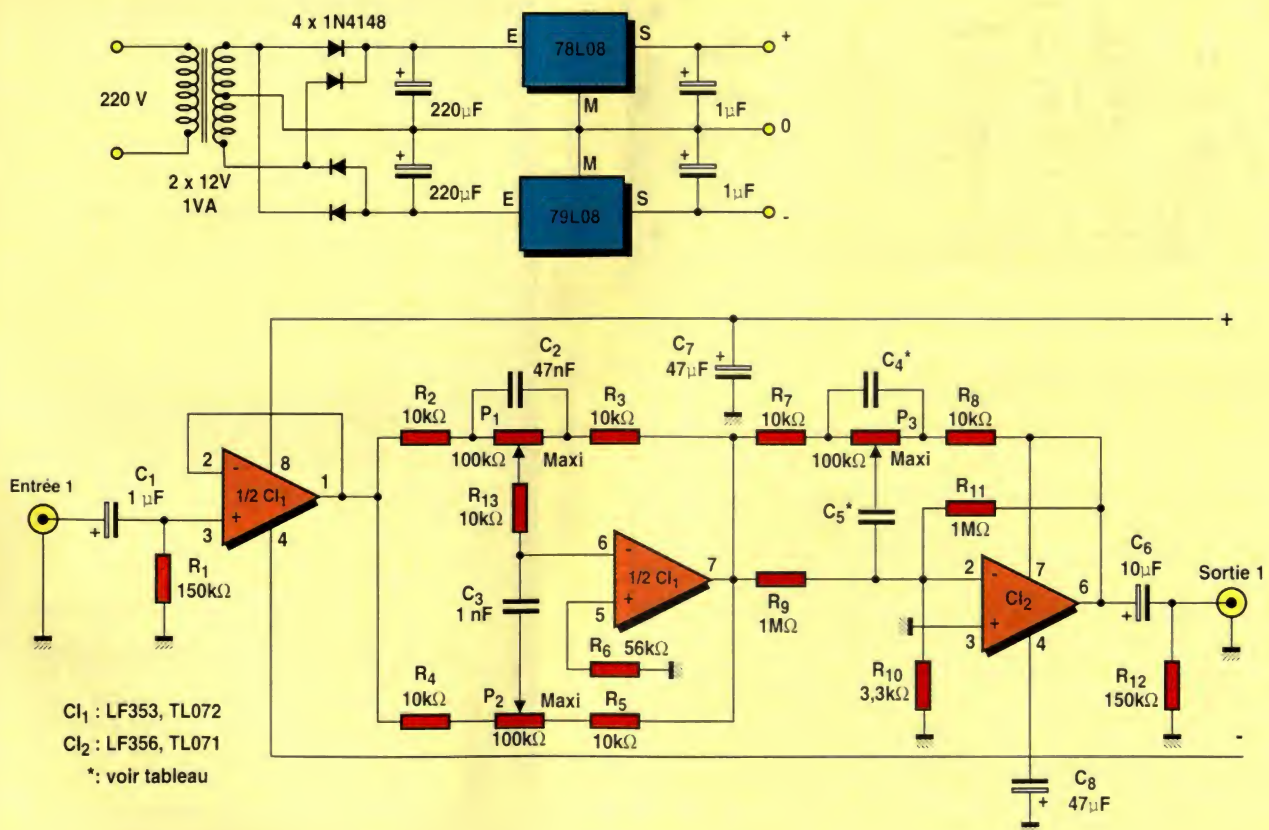 4 x 1N4148
220 V
2 x 12V
1VA
+
220µF
+
220µF
E
78L08
S
M
M
E
79L08
S
+
1µF
+
1µF
+
0
-
+
Entrée 1
C1
1 µF
+
R1
150kΩ
2
-
8
1/2 CI1
1
+
3
4
R2
10kΩ
C2
47nF
P1
100kΩ
Maxi
R3
10kΩ
R13
10kΩ
C3
1 nF
6
-
1/2 CI1
7
5
+
R6
56kΩ
R4
10kΩ
P2
100kΩ
Maxi
R5
10kΩ
C7
47µF
+
R7
10kΩ
C4*
P3
100kΩ
Maxi
R8
10kΩ
C5*
R11
1MΩ
R9
1MΩ
2
-
7
CI2
6
+
3
4
R10
3,3kΩ
C6
10µF
+
Sortie 1
R12
150kΩ
-
C8
47µF
+
CI1 : LF353, TL072
CI2 : LF356, TL071
*: voir tableau